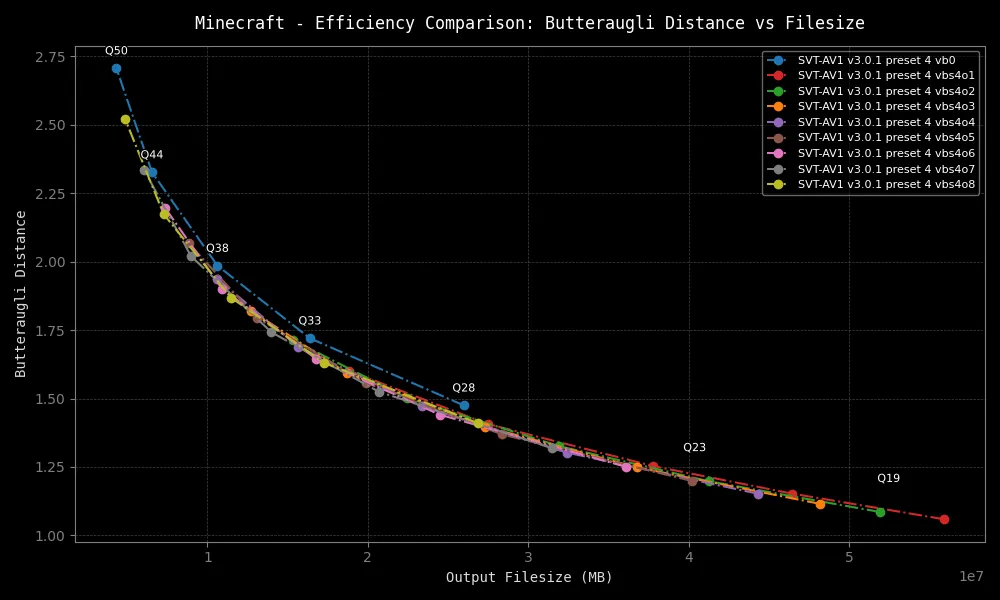 Minecraft - Efficiency Comparison: Butteraugli Distance vs Filesize
Q50
Q44
Q38
Q33
Q28
Q23
Q19
SVT-AV1 v3.0.1 preset 4 vb0
SVT-AV1 v3.0.1 preset 4 vbs4o1
SVT-AV1 v3.0.1 preset 4 vbs4o2
SVT-AV1 v3.0.1 preset 4 vbs4o3
SVT-AV1 v3.0.1 preset 4 vbs4o4
SVT-AV1 v3.0.1 preset 4 vbs4o5
SVT-AV1 v3.0.1 preset 4 vbs4o6
SVT-AV1 v3.0.1 preset 4 vbs4o7
SVT-AV1 v3.0.1 preset 4 vbs4o8
Butteraugli Distance
2.75
2.50
2.25
2.00
1.75
1.50
1.25
1.00
1 2 3 4 5
1e7
Output Filesize (MB)